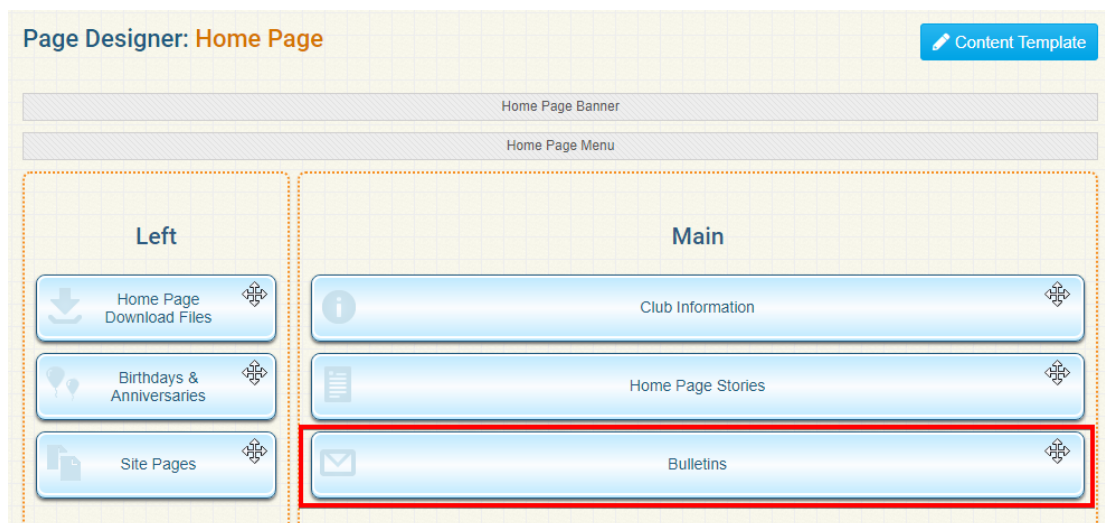 Page Designer: Home Page
Content Template
Home Page Banner
Home Page Menu
Left
Home Page
Download Files
Birthdays &
Anniversaries
Site Pages
Main
Club Information
Home Page Stories
Bulletins